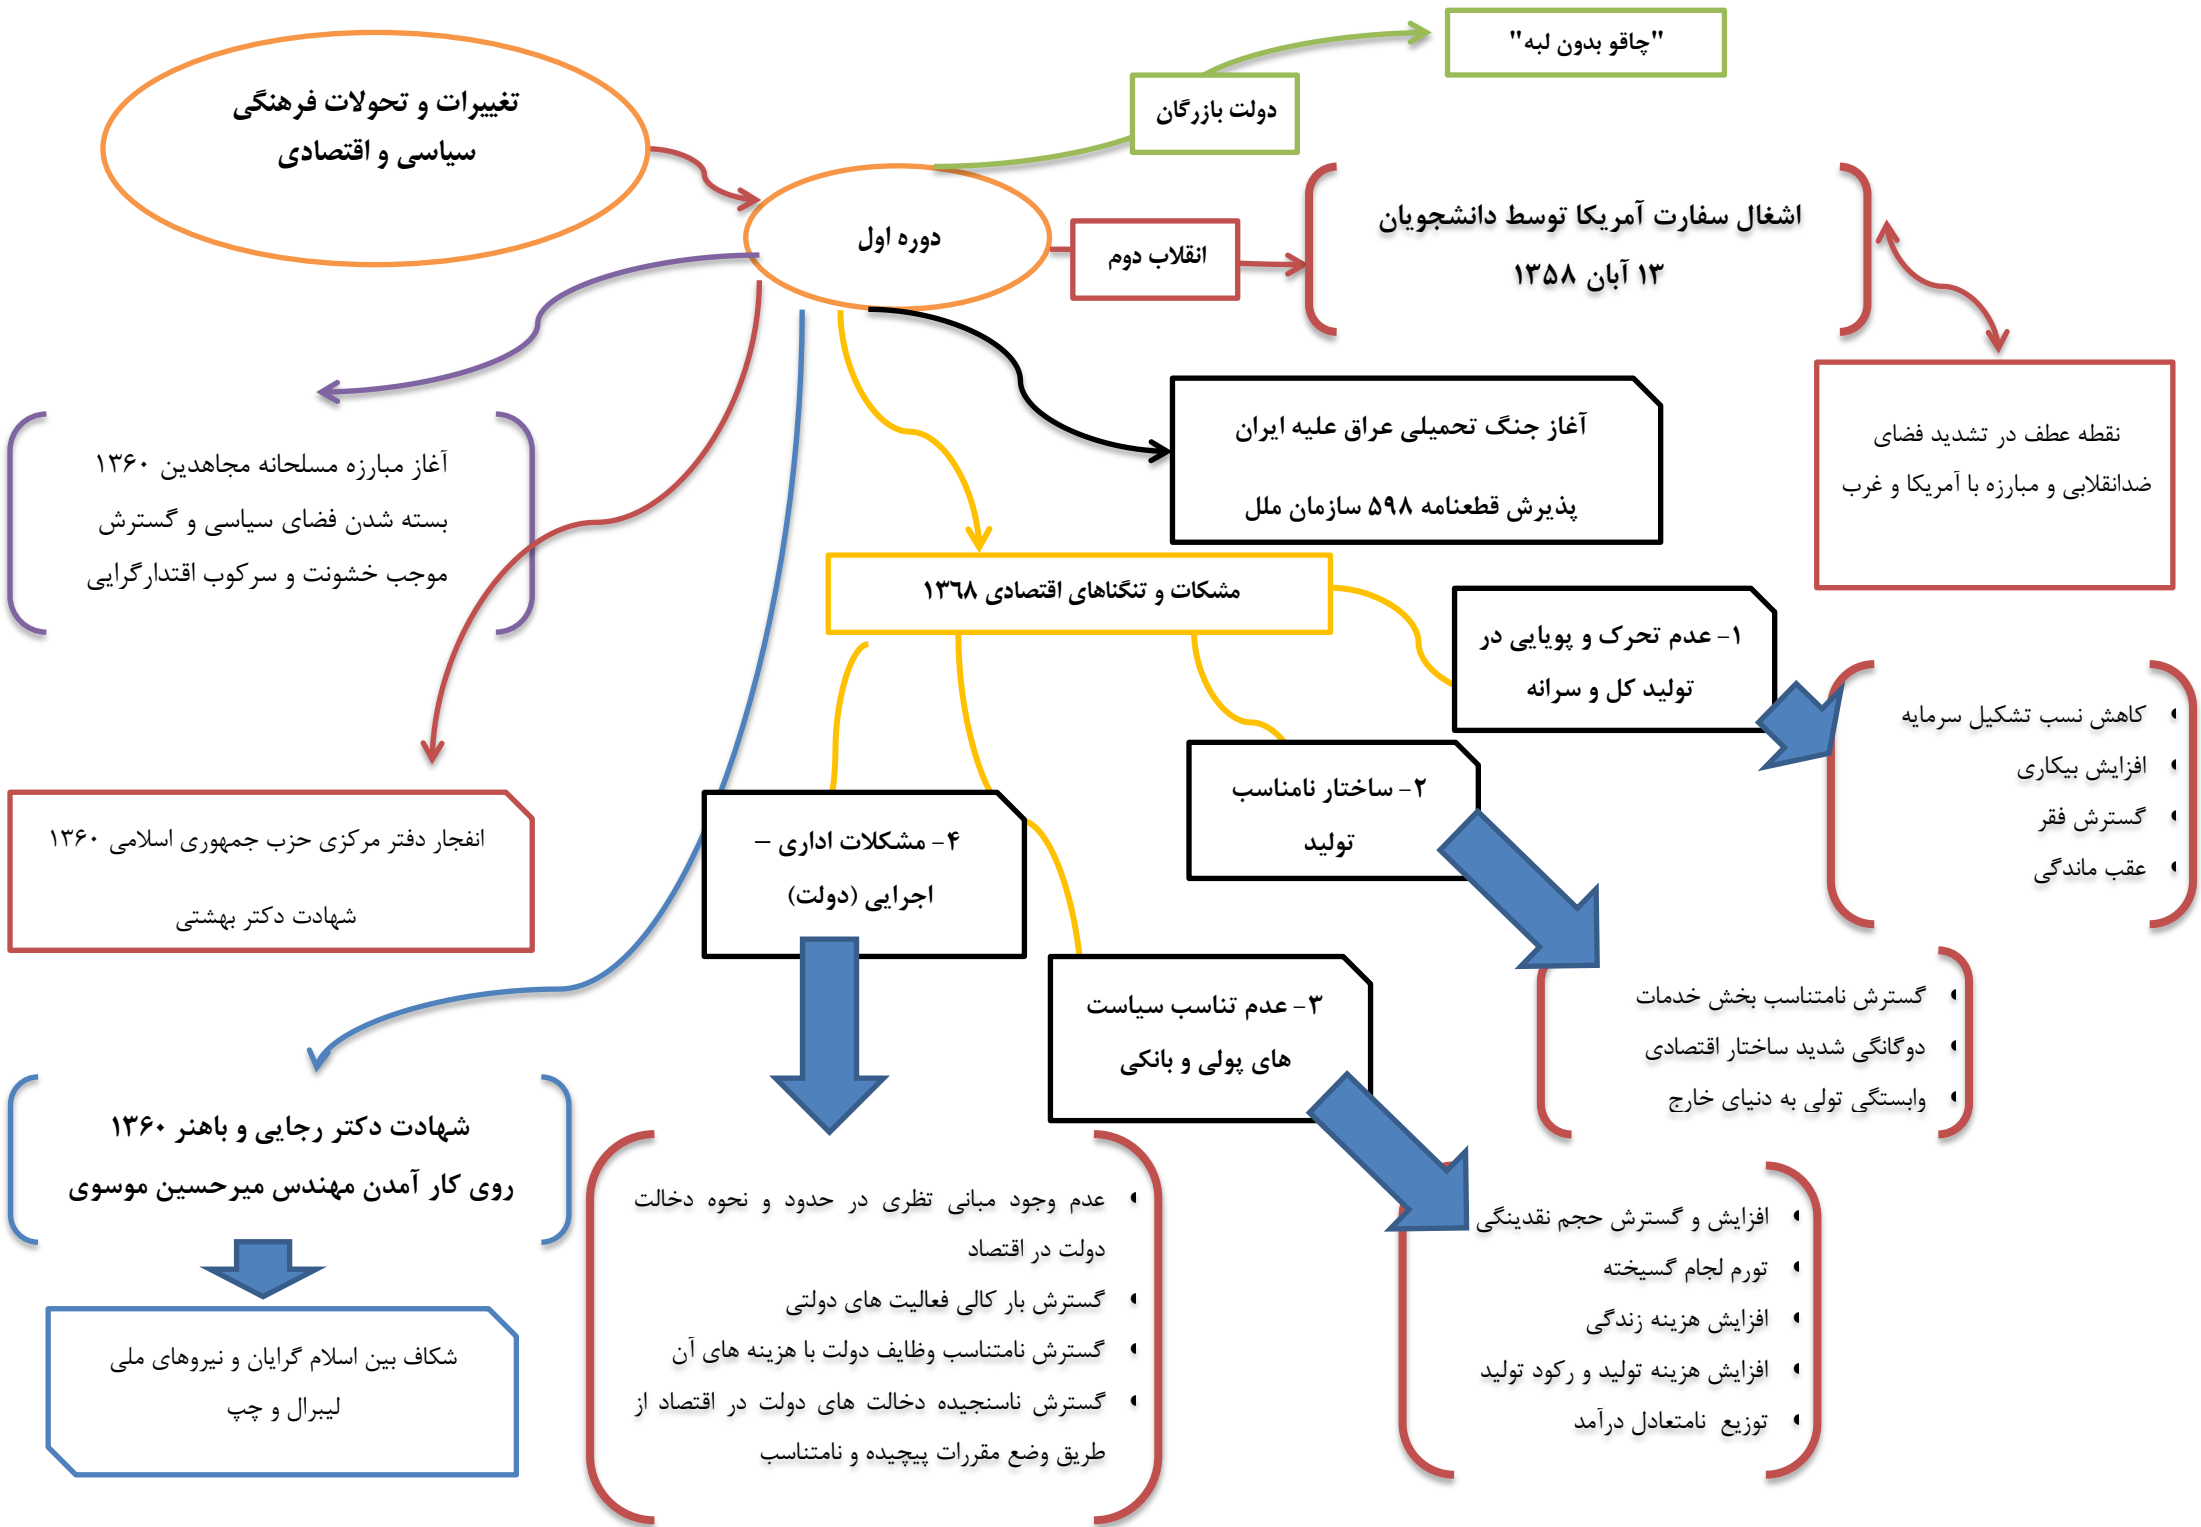 تغییرات و تحولات فرهنگی
سیاسی و اقتصادی
دوره اول
دولت بازرگان
"چاقو بدون لبه"
انقلاب دوم
اشغال سفارت آمریکا توسط دانشجویان
۱۳ آبان ۱۳۵۸
نقطه عطف در تشدید فضای
ضدانقلابی و مبارزه با آمریکا و غرب
آغاز جنگ تحمیلی عراق علیه ایران
پذیرش قطعنامه ۵۹۸ سازمان ملل
آغاز مبارزه مسلحانه مجاهدین ۱۳۶۰
بسته شدن فضای سیاسی و گسترش
موجب خشونت و سرکوب اقتدارگرایی
مشکات و تنگناهای اقتصادی ١٣٦٨
۱- عدم تحرک و پویایی در
تولید کل و سرانه
کاهش نسب تشکیل سرمایه
افزایش بیکاری
گسترش فقر
عقب ماندگی
۲- ساختار نامناسب
تولید
گسترش نامتناسب بخش خدمات
دوگانگی شدید ساختار اقتصادی
وابستگی تولی به دنیای خارج
۳- عدم تناسب سیاست
های پولی و بانکی
افزایش و گسترش حجم نقدینگی
تورم لجام گسیخته
افزایش هزینه زندگی
افزایش هزینه تولید و رکود تولید
توزیع نامتعادل درآمد
۴- مشکلات اداری –
اجرایی (دولت)
عدم وجود مبانی تظری در حدود و نحوه دخالت
دولت در اقتصاد
گسترش بار کالی فعالیت های دولتی
گسترش نامتناسب وظایف دولت با هزینه های آن
گسترش ناسنجیده دخالت های دولت در اقتصاد از
طریق وضع مقررات پیچیده و نامتناسب
انفجار دفتر مرکزی حزب جمهوری اسلامی ۱۳۶۰
شهادت دکتر بهشتی
شهادت دکتر رجایی و باهنر ۱۳۶۰
روی کار آمدن مهندس میرحسین موسوی
شکاف بین اسلام گرایان و نیروهای ملی
لیبرال و چپ